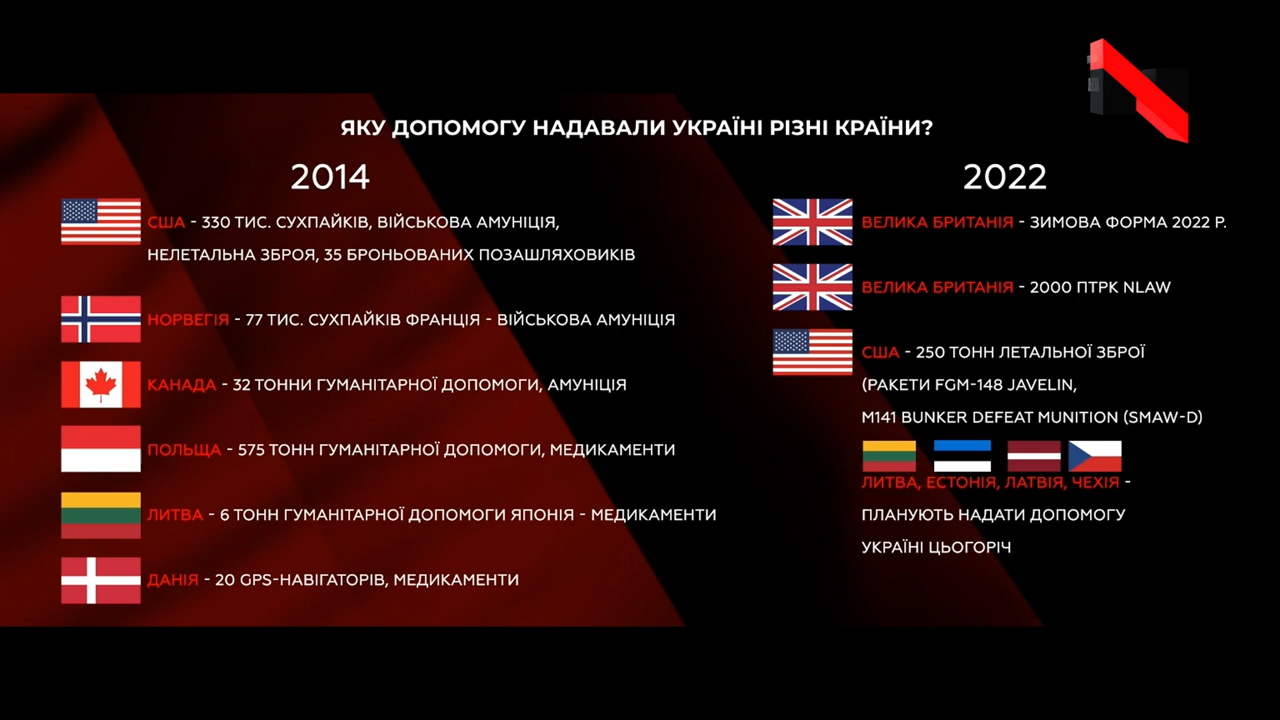 ЯКУ ДОПОМОГУ НАДАВАЛИ УКРАЇНІ РІЗНІ КРАЇНИ?
2014
США - 330 ТИС. СУХПАЙКІВ, ВІЙСЬКОВА АМУНІЦІЯ,
НЕЛЕТАЛЬНА ЗБРОЯ, 35 БРОНЬОВАНИХ ПОЗАШЛЯХОВИКІВ
НОРВЕГІЯ - 77 ТИС. СУХПАЙКІВ ФРАНЦІЯ - ВІЙСЬКОВА АМУНІЦІЯ
КАНАДА - 32 ТОННИ ГУМАНІТАРНОЇ ДОПОМОГИ, АМУНІЦІЯ
ПОЛЬЩА - 575 ТОНН ГУМАНІТАРНОЇ ДОПОМОГИ, МЕДИКАМЕНТИ
ЛИТВА - 6 ТОНН ГУМАНІТАРНОЇ ДОПОМОГИ ЯПОНІЯ - МЕДИКАМЕНТИ
ДАНІЯ - 20 GPS-НАВІГАТОРІВ, МЕДИКАМЕНТИ
2022
ВЕЛИКА БРИТАНІЯ - ЗИМОВА ФОРМА 2022 Р.
ВЕЛИКА БРИТАНІЯ - 2000 ПТРК NLAW
США - 250 ТОНН ЛЕТАЛЬНОЇ ЗБРОЇ
(РАКЕТИ FGM-148 JAVELIN,
M141 BUNKER DEFEAT MUNITION (SMAW-D)
ЛИТВА, ЕСТОНІЯ, ЛАТВІЯ, ЧЕХІЯ -
ПЛАНУЮТЬ НАДАТИ ДОПОМОГУ
УКРАЇНІ ЦЬОГОРІЧ